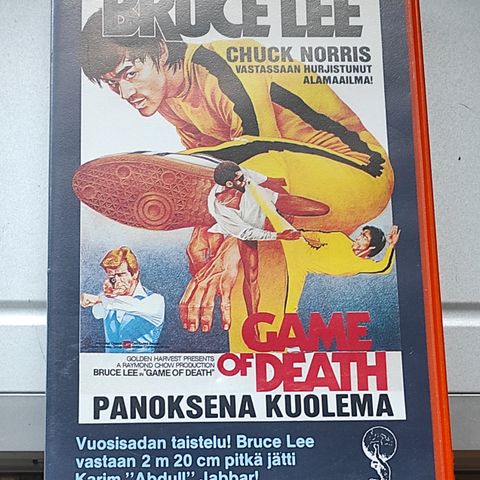 BRUCE LEE
CHUCK NORRIS
VASTASSAAN HURJISTUNUT
ALAMAAILMA!
GAME
OF DEATH
GOLDEN HARVEST PRESENTS
A RAYMOND CHOW PRODUCTION
BRUCE LEE in "GAME OF DEATH"
PANOKSENA KUOLEMA
Vuosisadan taistelu! Bruce Lee
vastaan 2 m 20 cm pitkä jätti
Karim "Abdull" Jabbar!